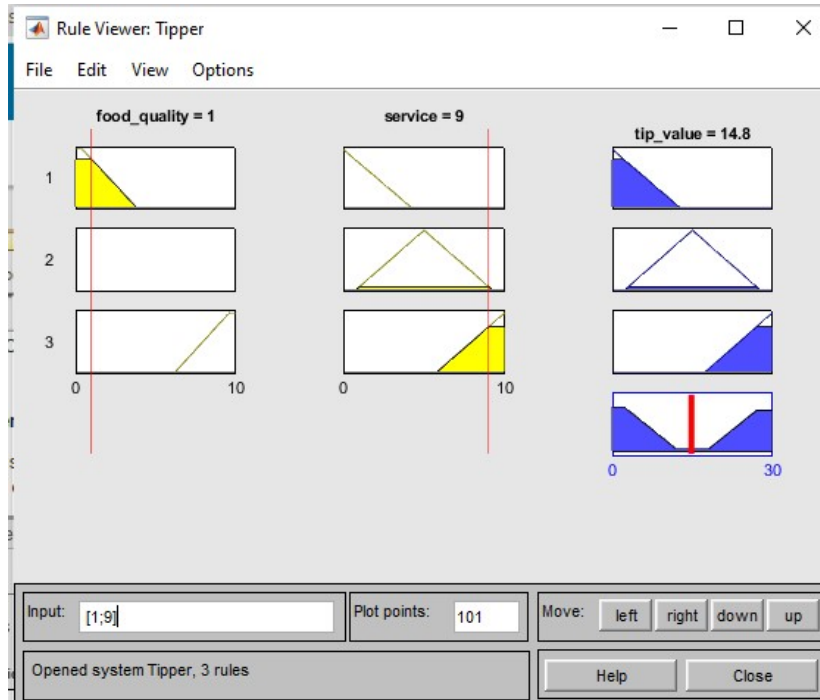 Rule Viewer: Tipper
File Edit View Options
food_quality = 1
service = 9
tip_value = 14.8
1
2
3
0 10
0 10
0 30
Input: [1;9]
Plot points: 101
Move: left right down up
Opened system Tipper, 3 rules
Help Close